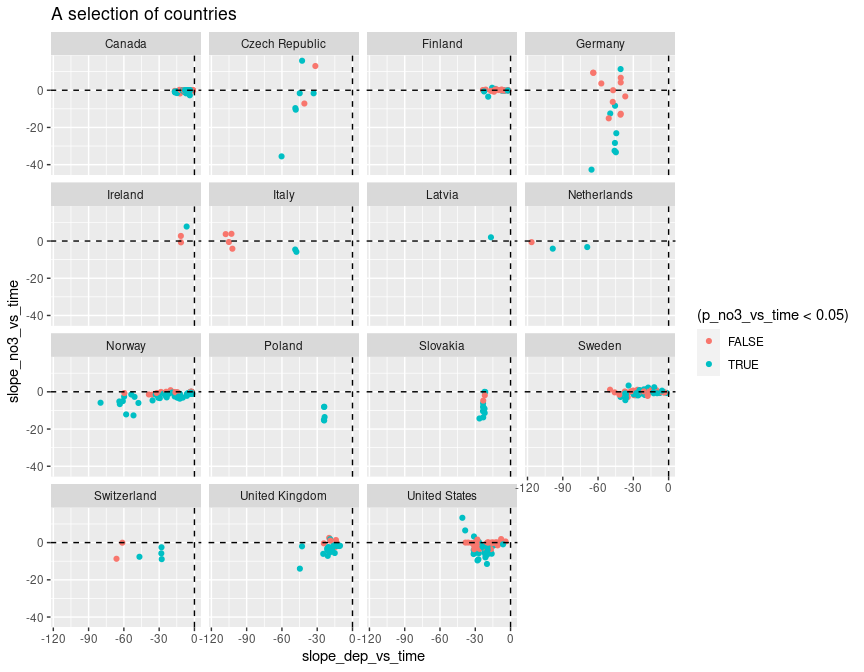 A selection of countries
Canada Czech Republic Finland Germany
0
-20
-40
Ireland Italy Latvia Netherlands
0
-20
-40
Norway Poland Slovakia Sweden
0
-20
-40
-120 -90 -60 -30 0
Switzerland United Kingdom United States
0
-20
-40
-120 -90 -60 -30 0 -120 -90 -60 -30 0 -120 -90 -60 -30 0
slope_dep_vs_time
slope_no3_vs_time
(p_no3_vs_time < 0.05)
FALSE
TRUE